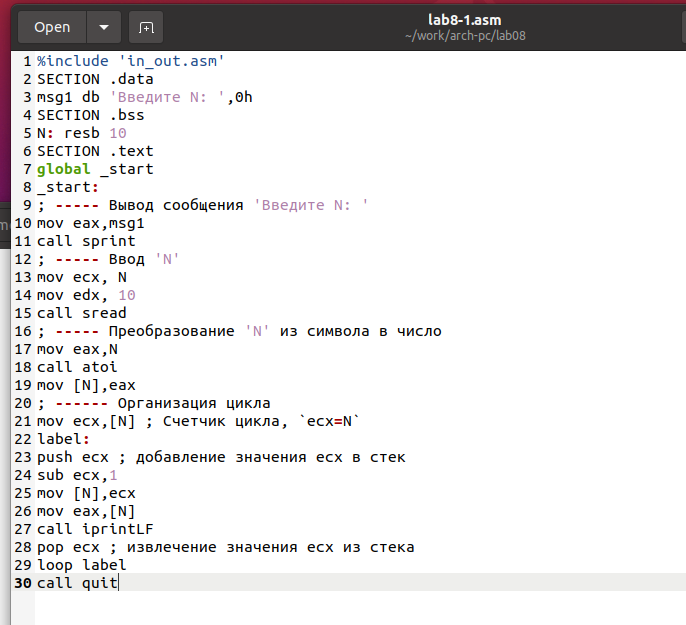 Open
lab8-1.asm
~/work/arch-pc/lab08
1 %include 'in_out.asm'
2 SECTION .data
3 msg1 db 'Введите N: ',0h
4 SECTION .bss
5 N: resb 10
6 SECTION .text
7 global _start
8 _start:
9 ; ----- Вывод сообщения 'Введите N: '
10 mov eax,msg1
11 call sprint
12 ; ----- Ввод 'N'
13 mov ecx, N
14 mov edx, 10
15 call sread
16 ; ----- Преобразование 'N' из символа в число
17 mov eax,N
18 call atoi
19 mov [N],eax
20 ; ------ Организация цикла
21 mov ecx,[N] ; Счетчик цикла, `ecx=N`
22 label:
23 push ecx ; добавление значения ecx в стек
24 sub ecx,1
25 mov [N],ecx
26 mov eax,[N]
27 call iprintLF
28 pop ecx ; извлечение значения ecx из стека
29 loop label
30 call quit